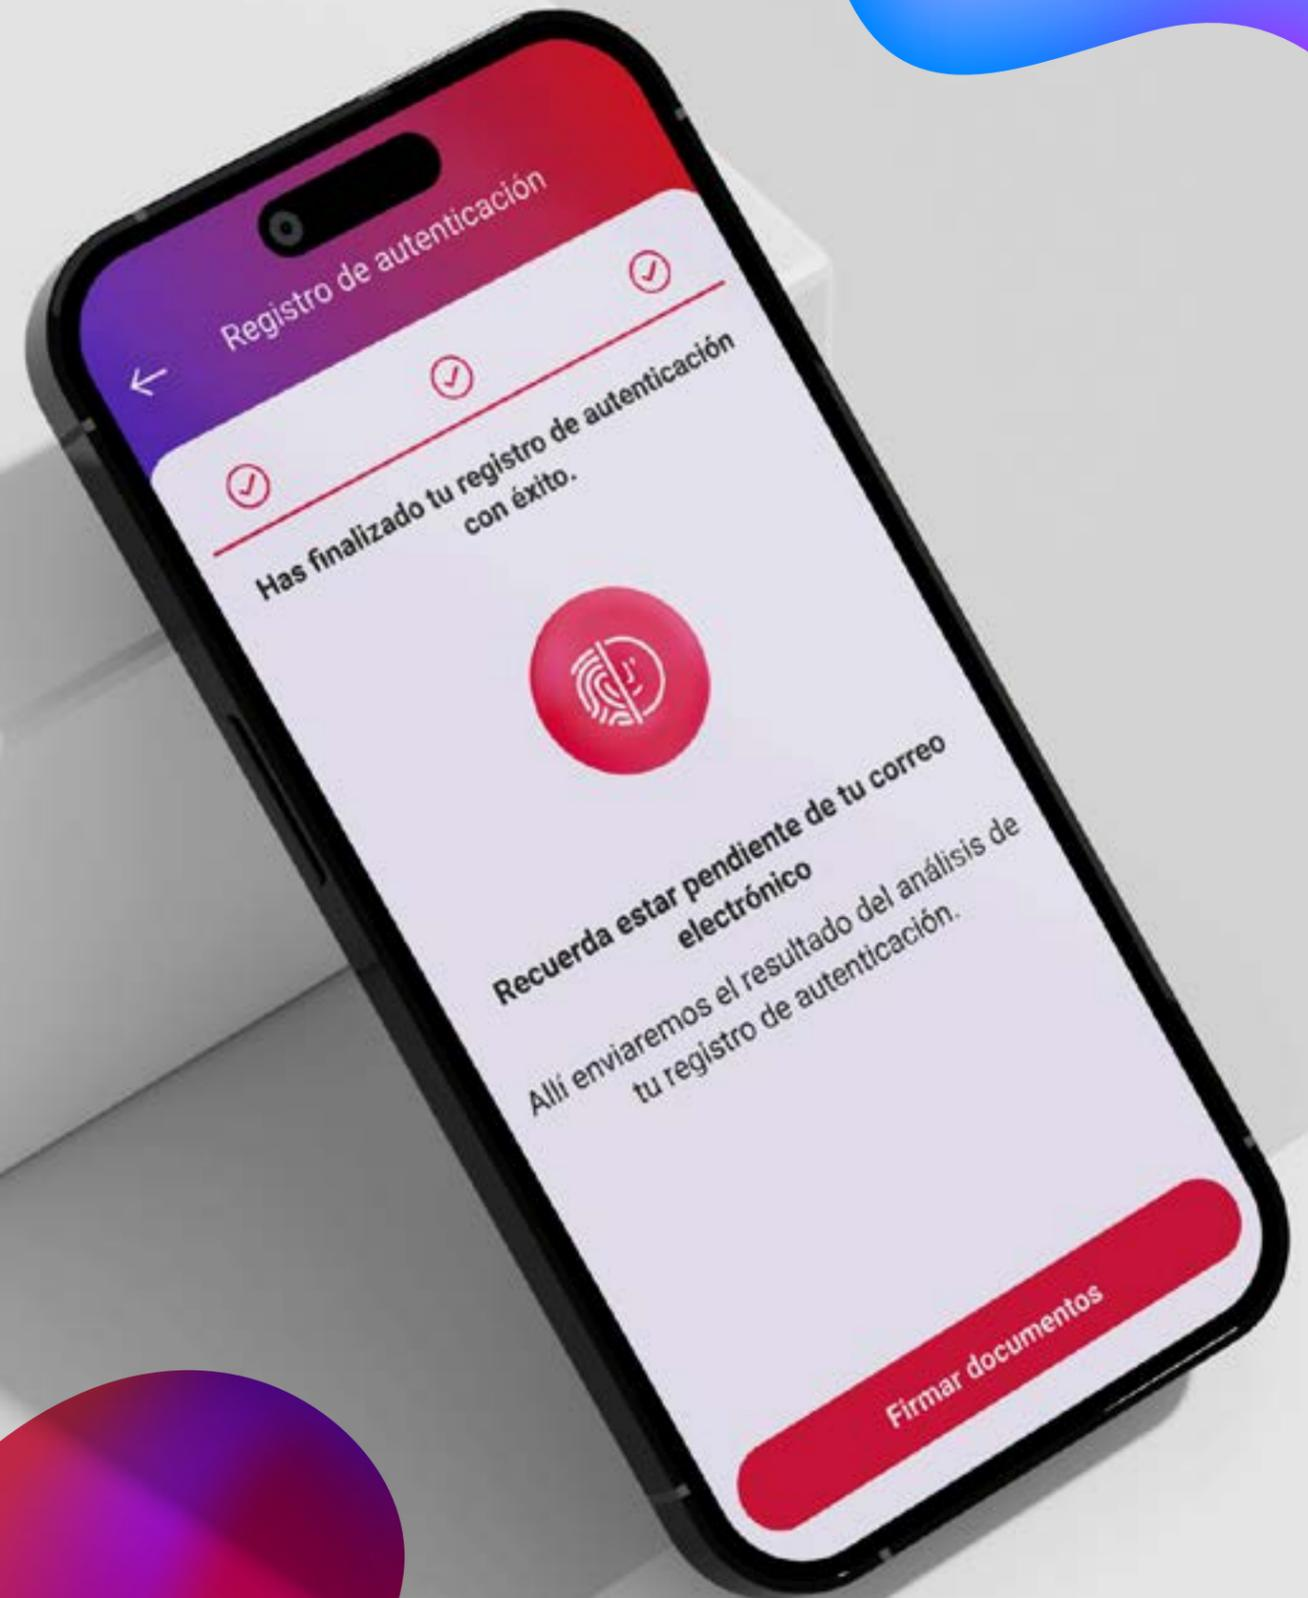 Registro de autenticación
Has finalizado tu registro de autenticación
con éxito.
Recuerda estar pendiente de tu correo
electrónico
Allí enviaremos el resultado del análisis de
tu registro de autenticación.
Firmar documentos